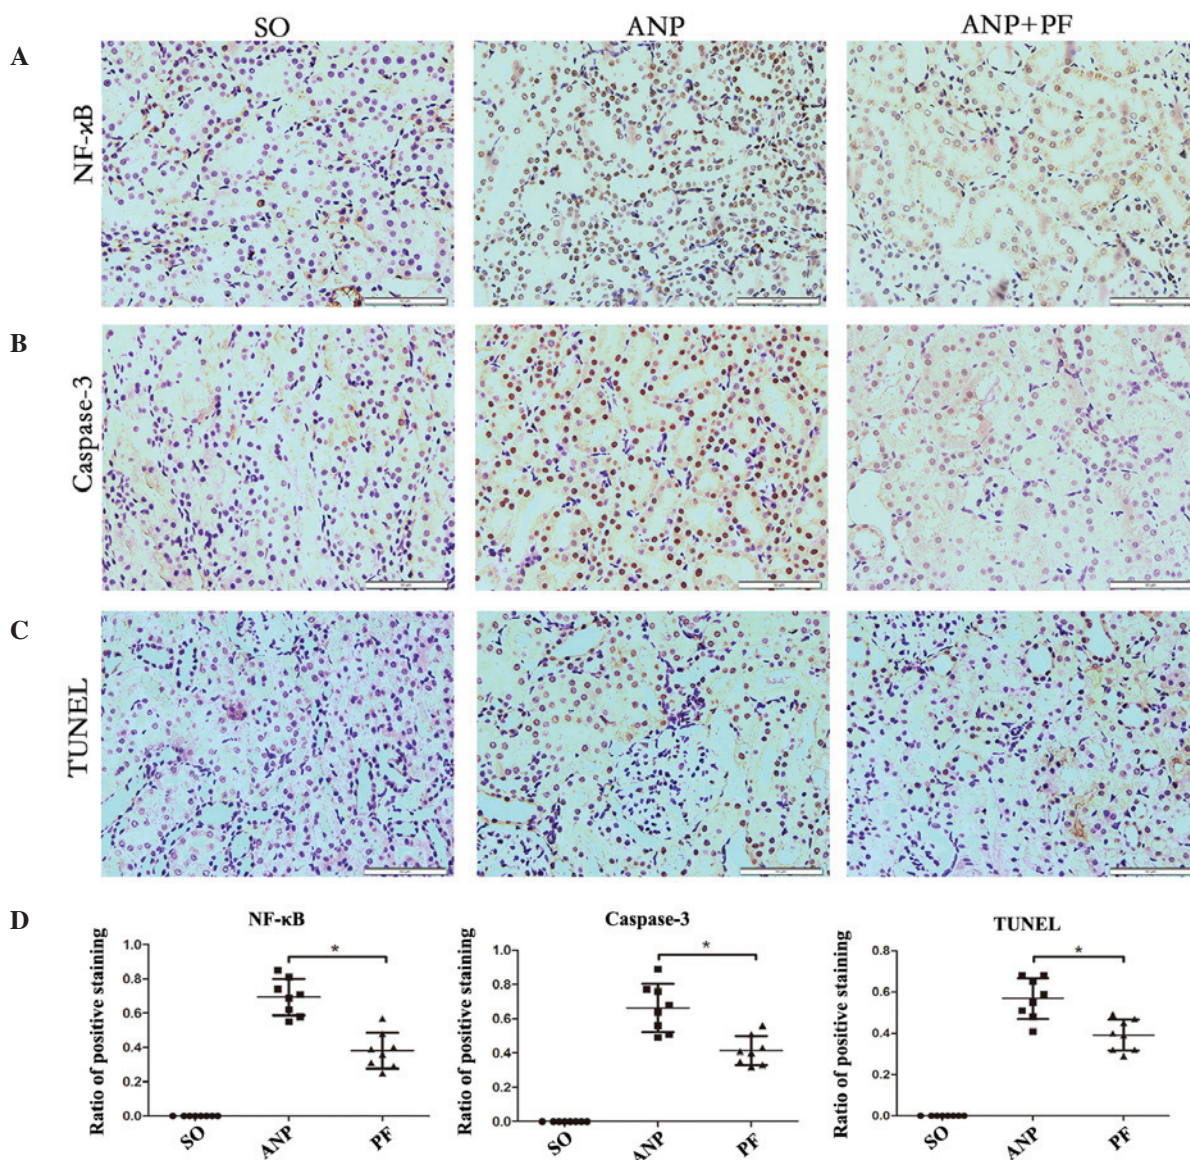 SO ANP ANP+PF
A
NF-κB
B
Caspase-3
C
TUNEL
D
NF-κB Caspase-3 TUNEL
Ratio of positive staining
1.0
0.8
0.6
0.4
0.2
0.0
*
SO ANP PF
Ratio of positive staining
1.0
0.8
0.6
0.4
0.2
0.0
*
SO ANP PF
Ratio of positive staining
0.8
0.6
0.4
0.2
0.0
*
SO ANP PF